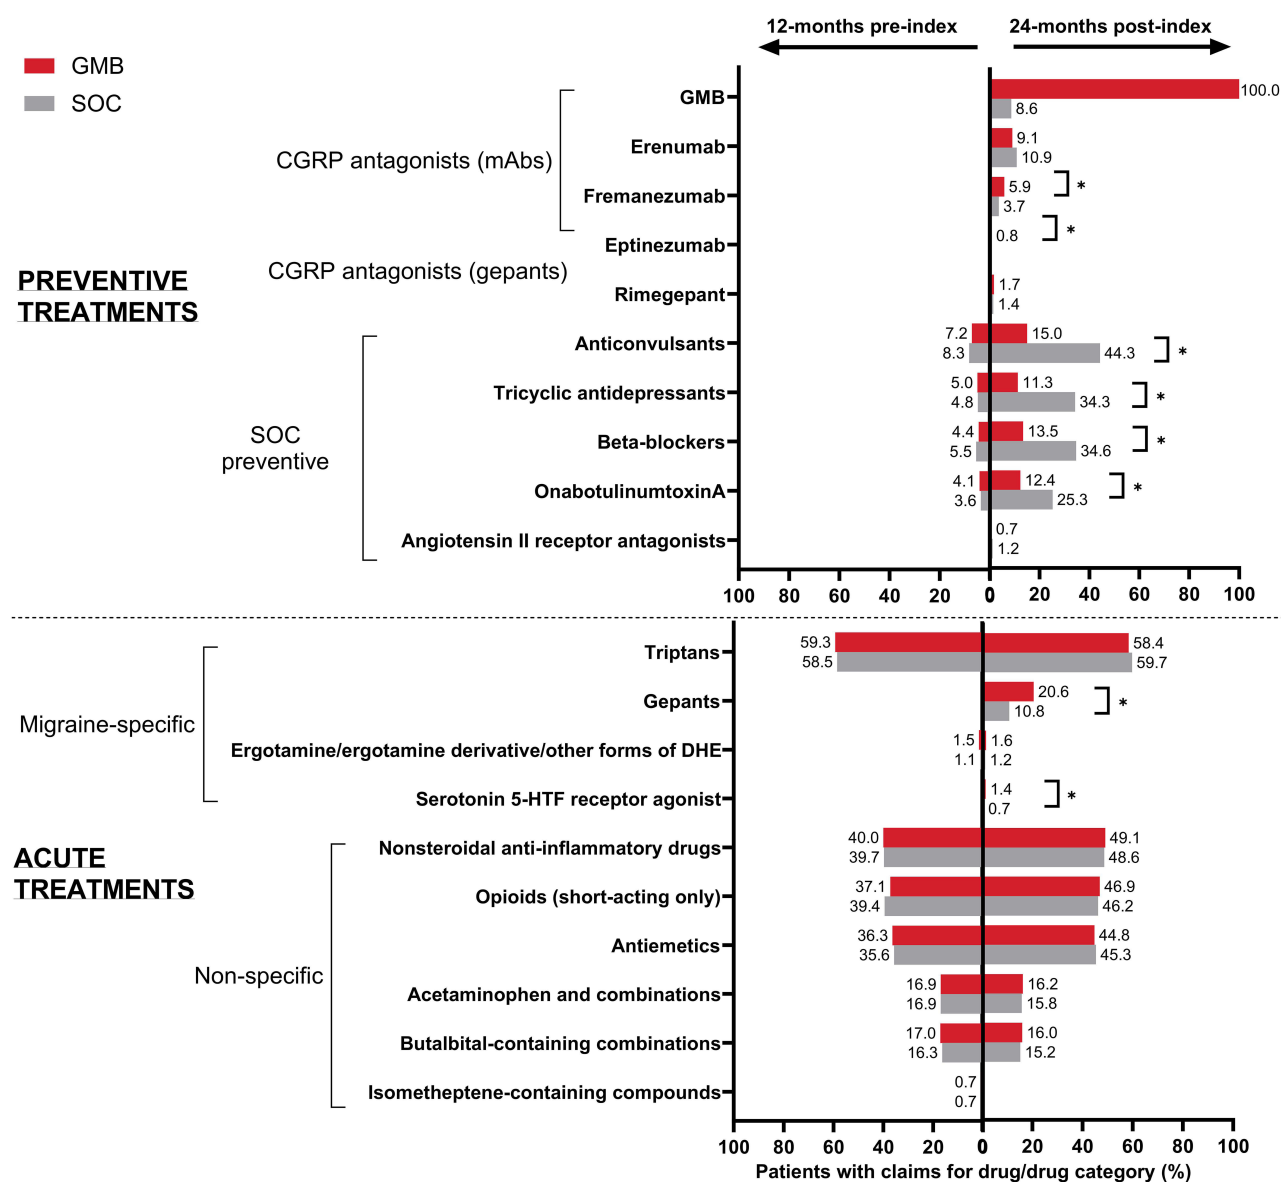 12-months pre-index
24-months post-index
GMB
SOC
PREVENTIVE
TREATMENTS
CGRP antagonists (mAbs)
GMB 100.0
8.6
Erenumab 9.1
10.9
Fremanezumab 5.9 *
3.7
Eptinezumab 0.8 *
CGRP antagonists (gepants)
Rimegepant 1.7
1.4
SOC
preventive
Anticonvulsants 7.2 15.0
8.3 44.3 *
Tricyclic antidepressants 5.0 11.3
4.8 34.3 *
Beta-blockers 4.4 13.5
5.5 34.6 *
OnabotulinumtoxinA 4.1 12.4
3.6 25.3 *
Angiotensin II receptor antagonists 0.7
1.2
100 80 60 40 20 0 20 40 60 80 100
ACUTE
TREATMENTS
Migraine-specific
Triptans 59.3 58.4
58.5 59.7
Gepants 20.6
10.8 *
Ergotamine/ergotamine derivative/other forms of DHE 1.5 1.6
1.1 1.2
Serotonin 5-HTF receptor agonist 1.4
0.7 *
Non-specific
Nonsteroidal anti-inflammatory drugs 40.0 49.1
39.7 48.6
Opioids (short-acting only) 37.1 46.9
39.4 46.2
Antiemetics 36.3 44.8
35.6 45.3
Acetaminophen and combinations 16.9 16.2
16.9 15.8
Butalbital-containing combinations 17.0 16.0
16.3 15.2
Isometheptene-containing compounds 0.7
0.7
100 80 60 40 20 0 20 40 60 80 100
Patients with claims for drug/drug category (%)